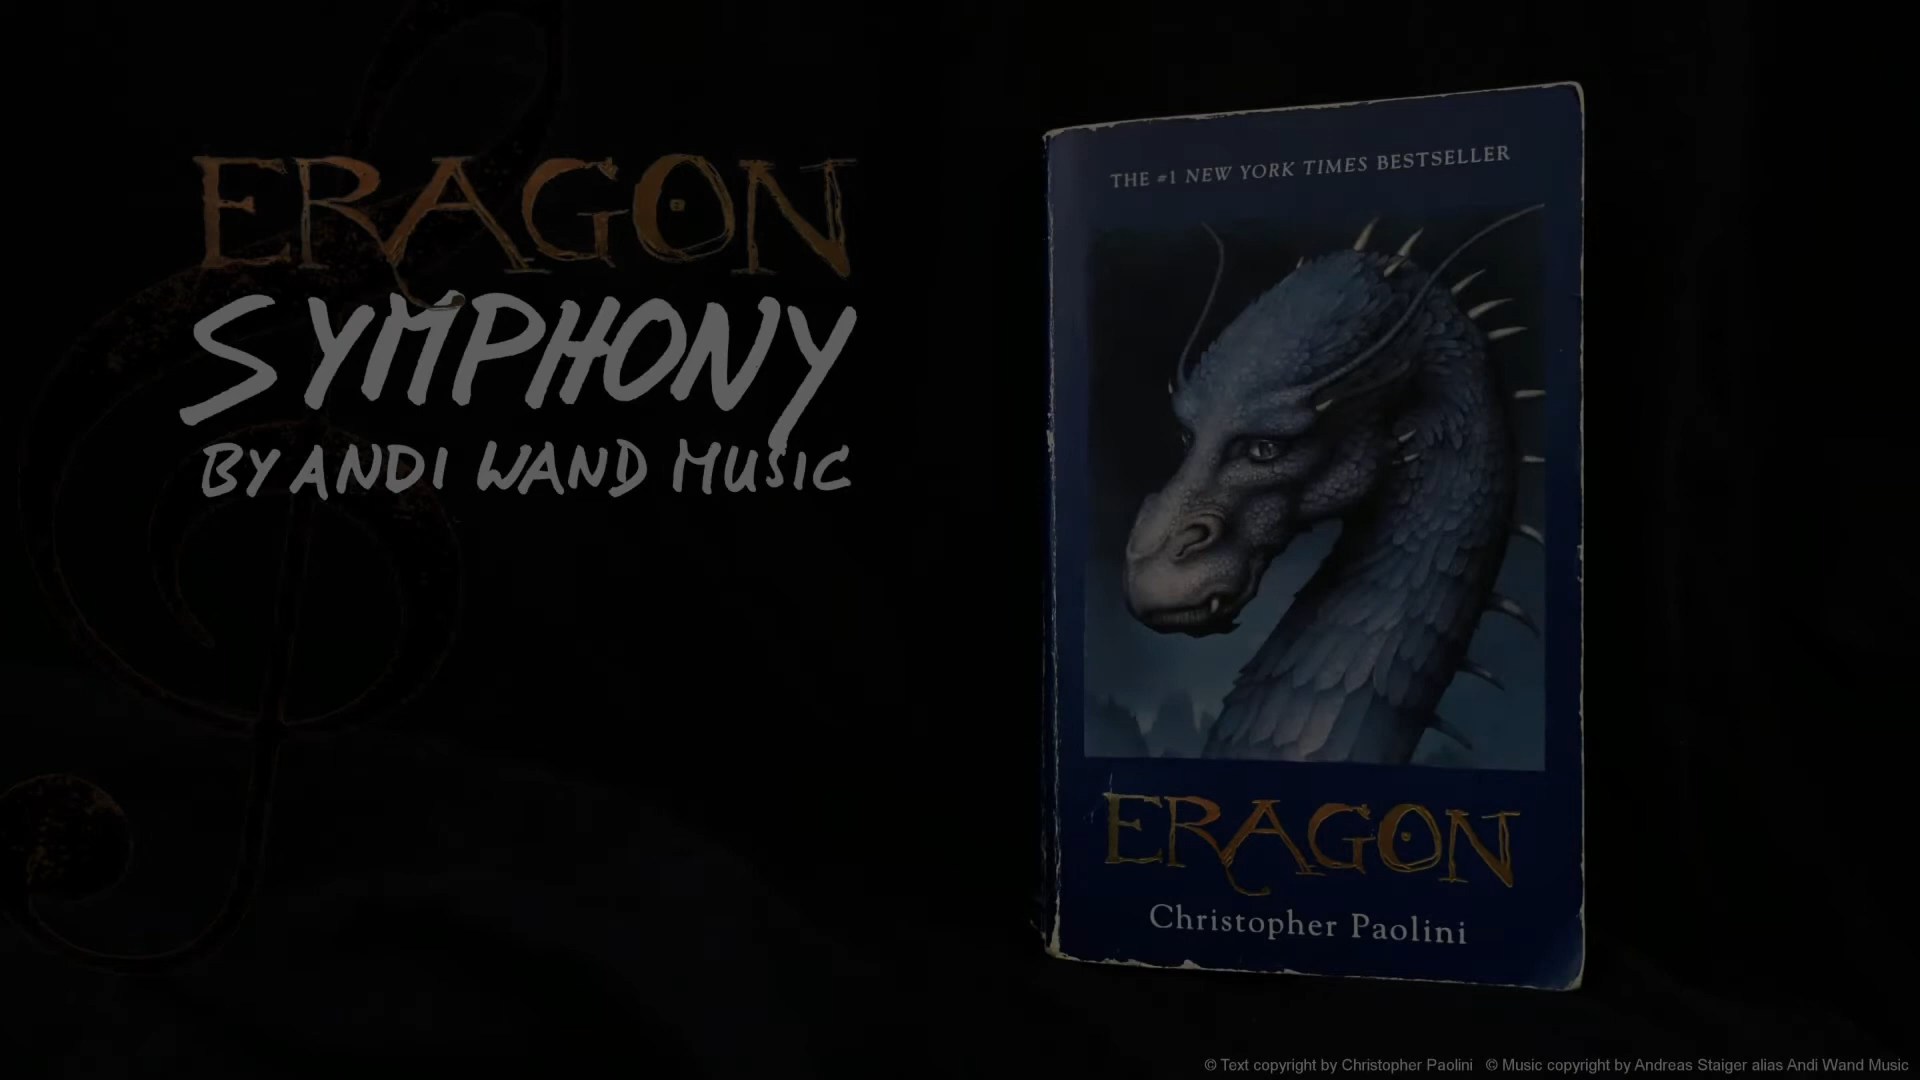 ERAGON
SYMPHONY
BY ANDI WAND MUSIC
THE #1 NEW YORK TIMES BESTSELLER
ERAGON
Christopher Paolini
© Text copyright by Christopher Paolini © Music copyright by Andreas Staiger alias Andi Wand Music